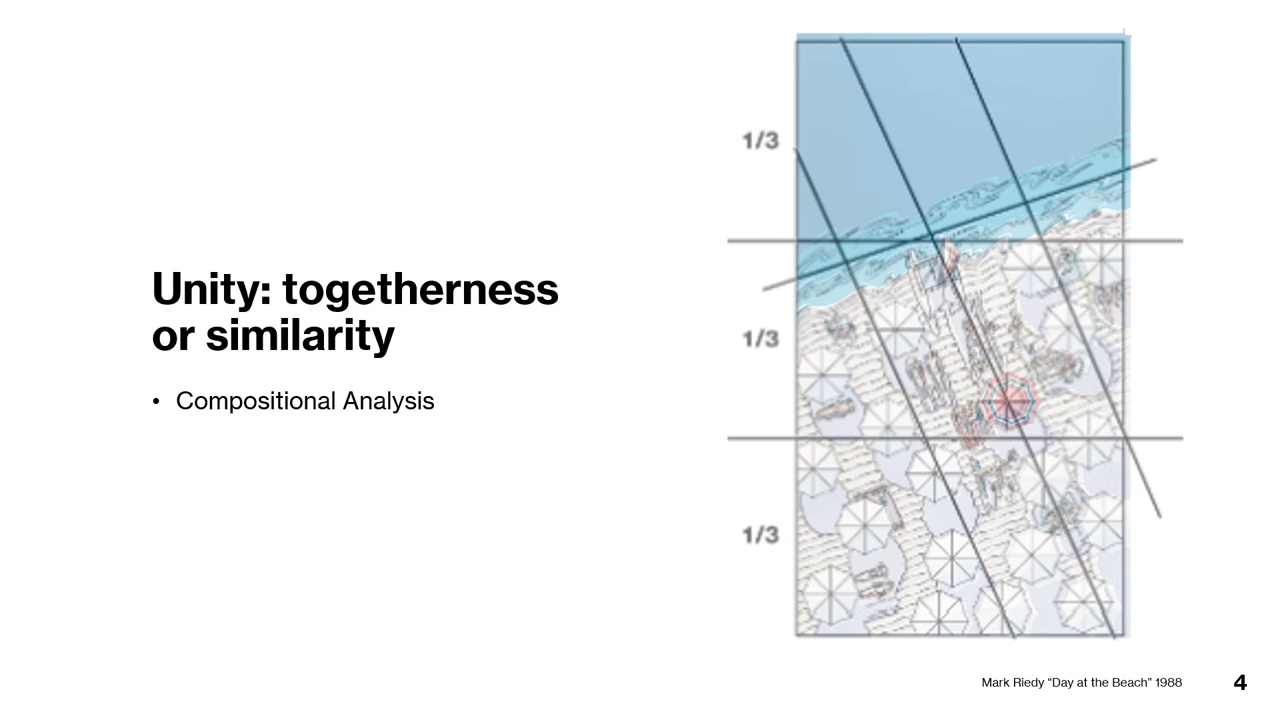 Unity: togetherness
or similarity
• Compositional Analysis
1/3
1/3
1/3
Mark Riedy “Day at the Beach” 1988
4